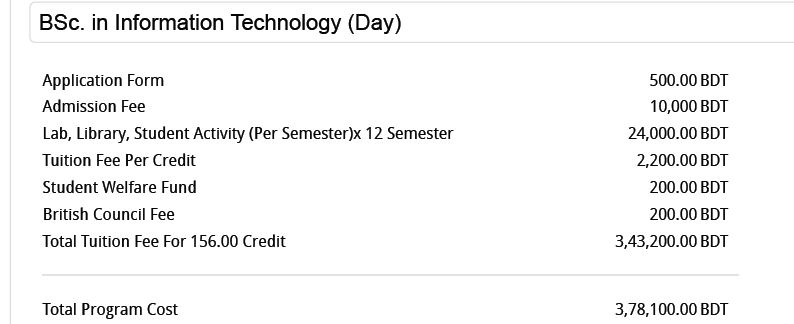 BSc. in Information Technology (Day)
Application Form 500.00 BDT
Admission Fee 10,000 BDT
Lab, Library, Student Activity (Per Semester)x 12 Semester 24,000.00 BDT
Tuition Fee Per Credit 2,200.00 BDT
Student Welfare Fund 200.00 BDT
British Council Fee 200.00 BDT
Total Tuition Fee For 156.00 Credit 3,43,200.00 BDT
Total Program Cost 3,78,100.00 BDT